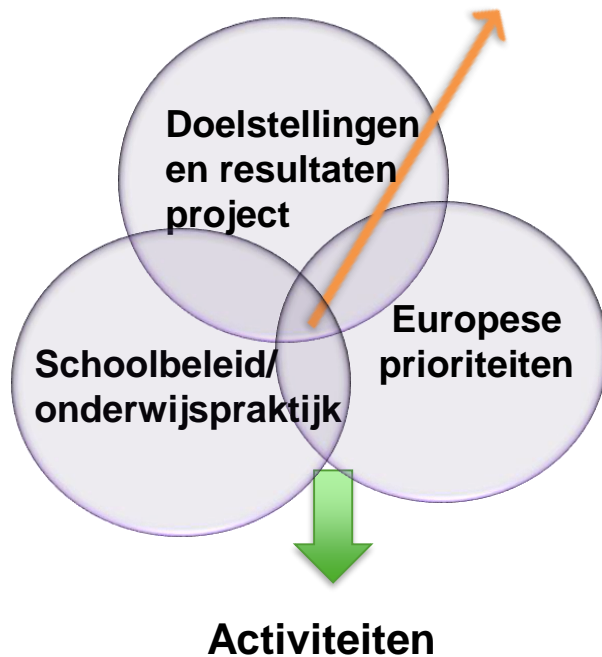 Doelstellingen
en resultaten
project
Europese
prioriteiten
Schoolbeleid/
onderwijspraktijk
Activiteiten